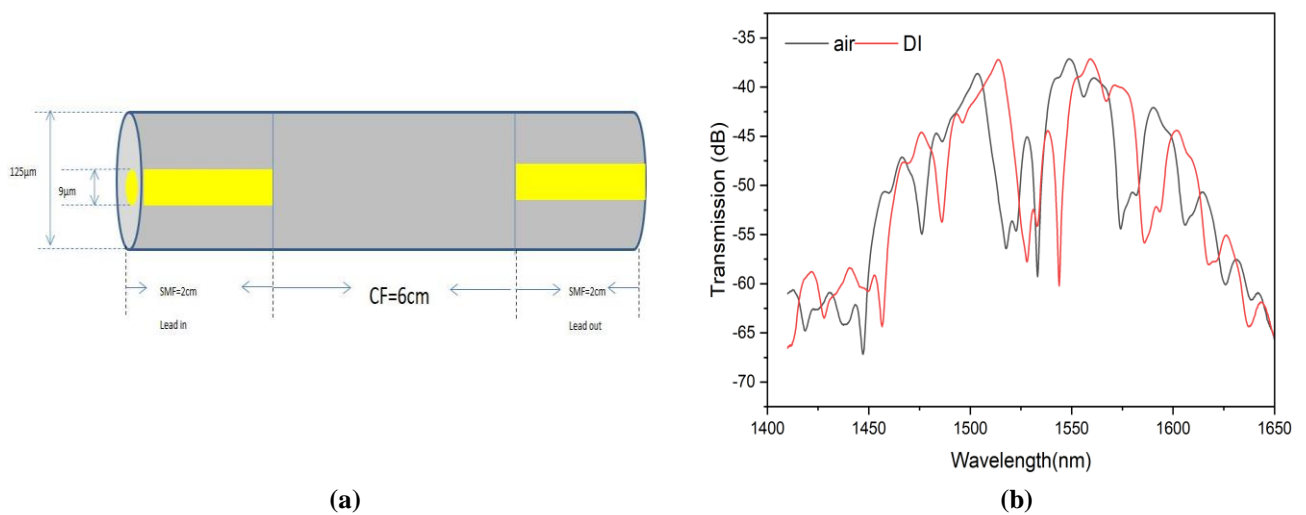 125µm
9µm
SMF=2cm
CF=6cm
SMF=2cm
Lead in
Lead out
(a)
air
DI
Transmission (dB)
-35
-40
-45
-50
-55
-60
-65
-70
1400
1450
1500
1550
1600
1650
Wavelength(nm)
(b)